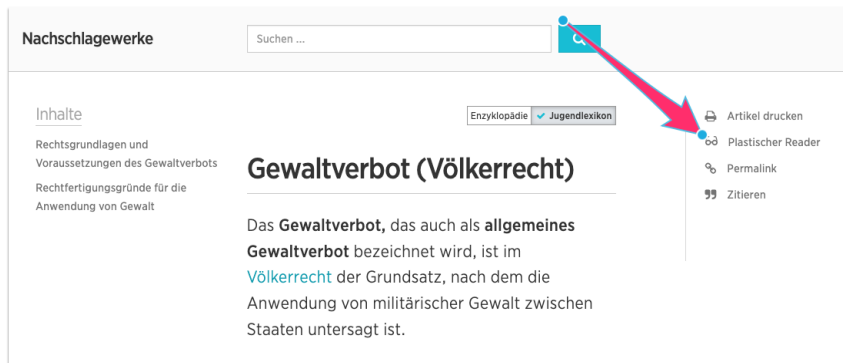 Nachschlagewerke
Suchen ...
Inhalte
Rechtsgrundlagen und
Voraussetzungen des Gewaltverbots
Rechtfertigungsgründe für die
Anwendung von Gewalt
Enzyklopädie
Jugendlexikon
Gewaltverbot (Völkerrecht)
Das Gewaltverbot, das auch als allgemeines
Gewaltverbot bezeichnet wird, ist im
Völkerrecht der Grundsatz, nach dem die
Anwendung von militärischer Gewalt zwischen
Staaten untersagt ist.
Artikel drucken
Plastischer Reader
Permalink
Zitieren